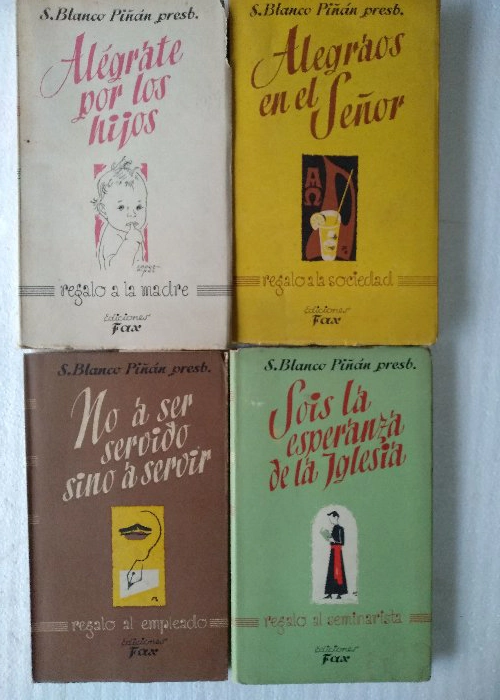 S. Blanco Piñán presb.
Alégrate
por los
hijos
regalo a la madre
Ediciones
Fax
S. Blanco Piñán presb.
Alegraos
en el
Señor
Α
Ω
regalo a la sociedad
Ediciones
Fax
S. Blanco Piñán presb.
No a ser
servido
sino a servir
regalo al empleado
Ediciones
Fax
S. Blanco Piñán presb.
Sois la
esperanza
de la Iglesia
regalo al seminarista
Ediciones
Fax